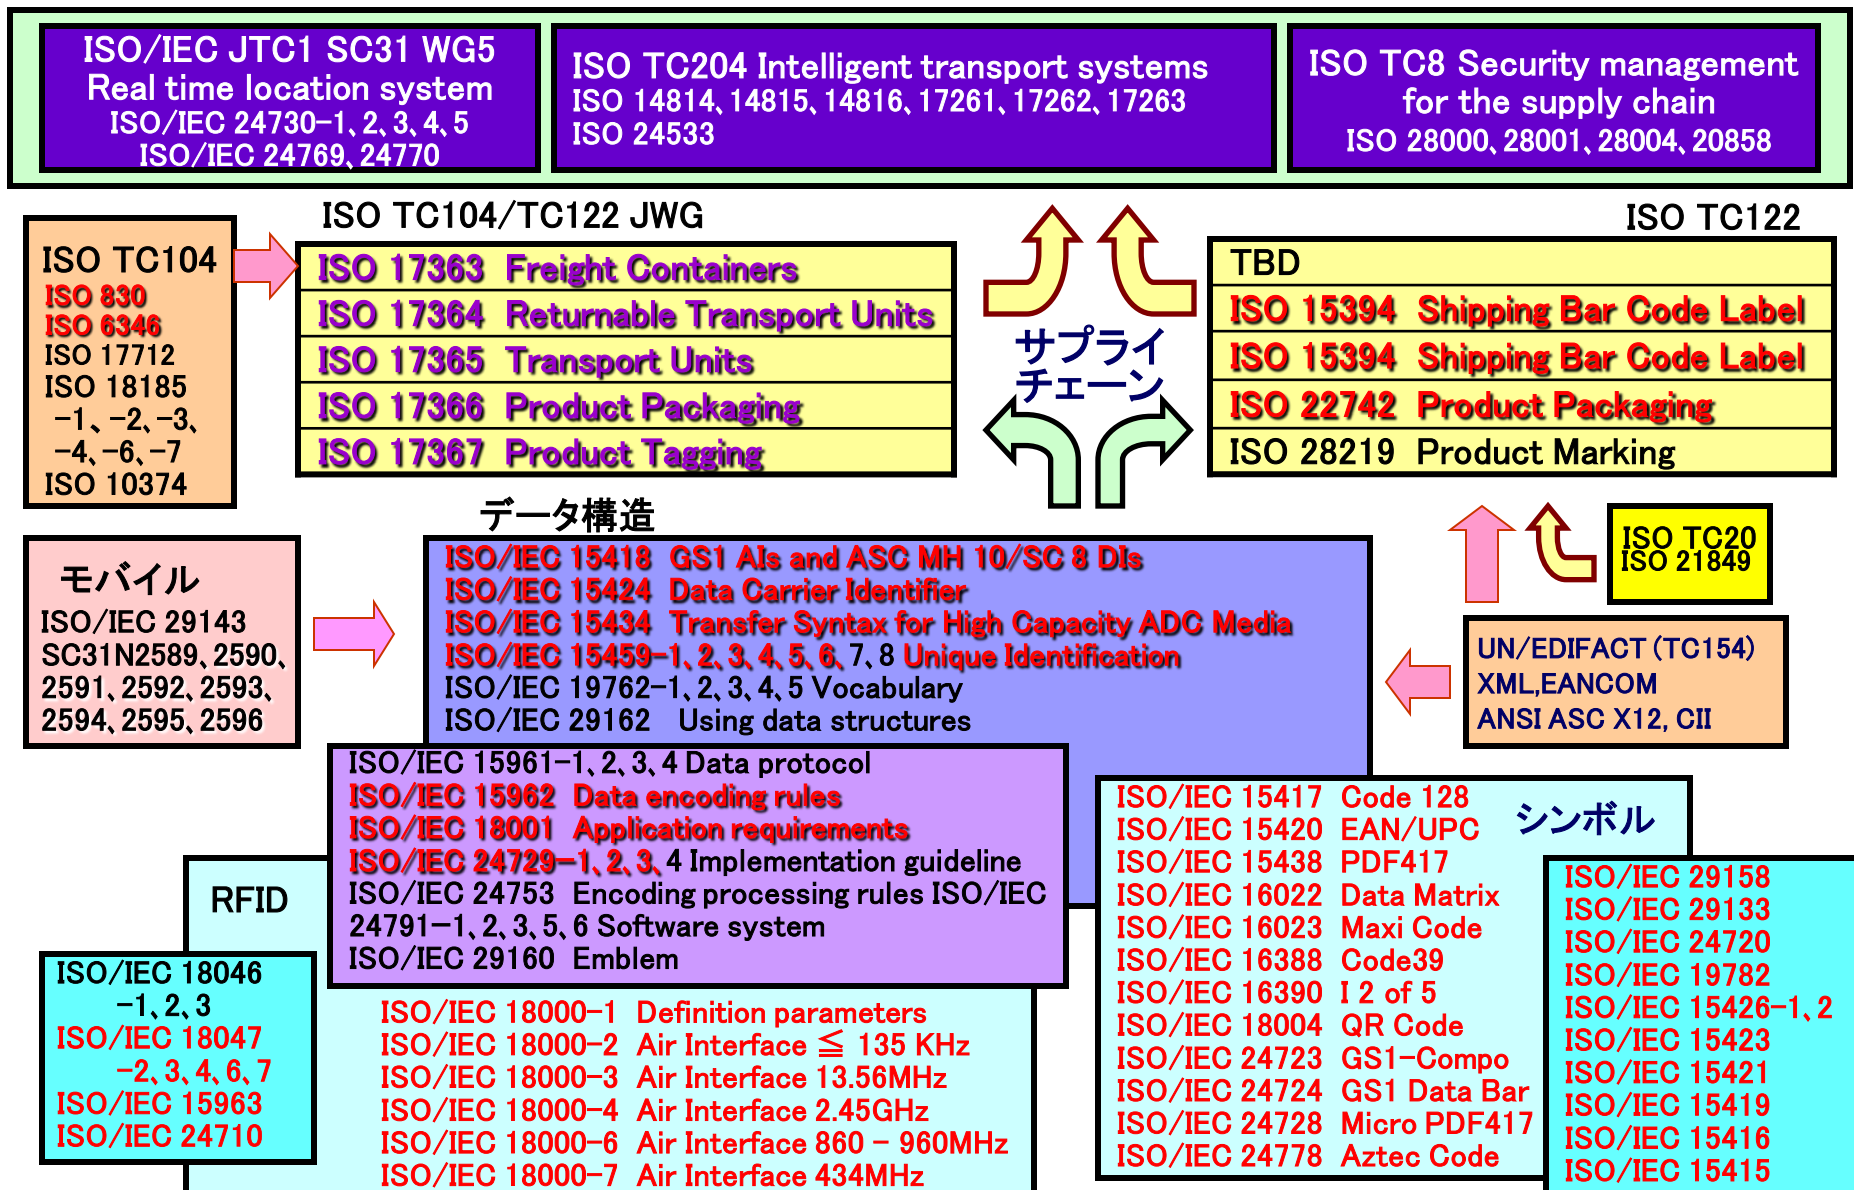 ISO/IEC JTC1 SC31 WG5
Real time location system
ISO/IEC 24730-1、2、3、4、5
ISO/IEC 24769、24770
ISO TC204 Intelligent transport systems
ISO 14814、14815、14816、17261、17262、17263
ISO 24533
ISO TC8 Security management
for the supply chain
ISO 28000、28001、28004、20858
ISO TC104
ISO 830
ISO 6346
ISO 17712
ISO 18185
-1、-2、-3、
-4、-6、-7
ISO 10374
ISO TC104/TC122 JWG
ISO 17363 Freight Containers
ISO 17364 Returnable Transport Units
ISO 17365 Transport Units
ISO 17366 Product Packaging
ISO 17367 Product Tagging
サプライ
チェーン
ISO TC122
TBD
ISO 15394 Shipping Bar Code Label
ISO 15394 Shipping Bar Code Label
ISO 22742 Product Packaging
ISO 28219 Product Marking
モバイル
ISO/IEC 29143
SC31N2589、2590、
2591、2592、2593、
2594、2595、2596
データ構造
ISO/IEC 15418 GS1 AIs and ASC MH 10/SC 8 DIs
ISO/IEC 15424 Data Carrier Identifier
ISO/IEC 15434 Transfer Syntax for High Capacity ADC Media
ISO/IEC 15459-1、2、3、4、5、6、7、8 Unique Identification
ISO/IEC 19762-1、2、3、4、5 Vocabulary
ISO/IEC 29162 Using data structures
ISO TC20
ISO 21849
UN/EDIFACT (TC154)
XML,EANCOM
ANSI ASC X12, CII
ISO/IEC 15961-1、2、3、4 Data protocol
ISO/IEC 15962 Data encoding rules
ISO/IEC 18001 Application requirements
ISO/IEC 24729-1、2、3、4 Implementation guideline
ISO/IEC 24753 Encoding processing rules ISO/IEC
24791-1、2、3、5、6 Software system
ISO/IEC 29160 Emblem
RFID
ISO/IEC 18046
-1、2、3
ISO/IEC 18047
-2、3、4、6、7
ISO/IEC 15963
ISO/IEC 24710
ISO/IEC 18000-1 Definition parameters
ISO/IEC 18000-2 Air Interface ≦ 135 KHz
ISO/IEC 18000-3 Air Interface 13.56MHz
ISO/IEC 18000-4 Air Interface 2.45GHz
ISO/IEC 18000-6 Air Interface 860 - 960MHz
ISO/IEC 18000-7 Air Interface 434MHz
シンボル
ISO/IEC 15417 Code 128
ISO/IEC 15420 EAN/UPC
ISO/IEC 15438 PDF417
ISO/IEC 16022 Data Matrix
ISO/IEC 16023 Maxi Code
ISO/IEC 16388 Code39
ISO/IEC 16390 I 2 of 5
ISO/IEC 18004 QR Code
ISO/IEC 24723 GS1-Compo
ISO/IEC 24724 GS1 Data Bar
ISO/IEC 24728 Micro PDF417
ISO/IEC 24778 Aztec Code
ISO/IEC 29158
ISO/IEC 29133
ISO/IEC 24720
ISO/IEC 19782
ISO/IEC 15426-1、2
ISO/IEC 15423
ISO/IEC 15421
ISO/IEC 15419
ISO/IEC 15416
ISO/IEC 15415